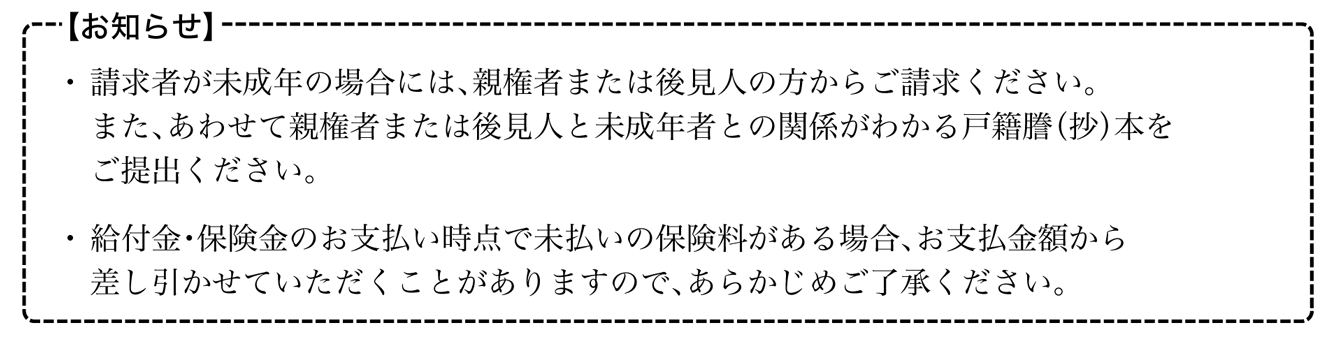 【お知らせ】
・ 請求者が未成年の場合には、親権者または後見人の方からご請求ください。
また、あわせて親権者または後見人と未成年者との関係がわかる戸籍謄(抄)本を
ご提出ください。
・ 給付金・保険金のお支払い時点で未払いの保険料がある場合、お支払金額から
差し引かせていただくことがありますので、あらかじめご了承ください。